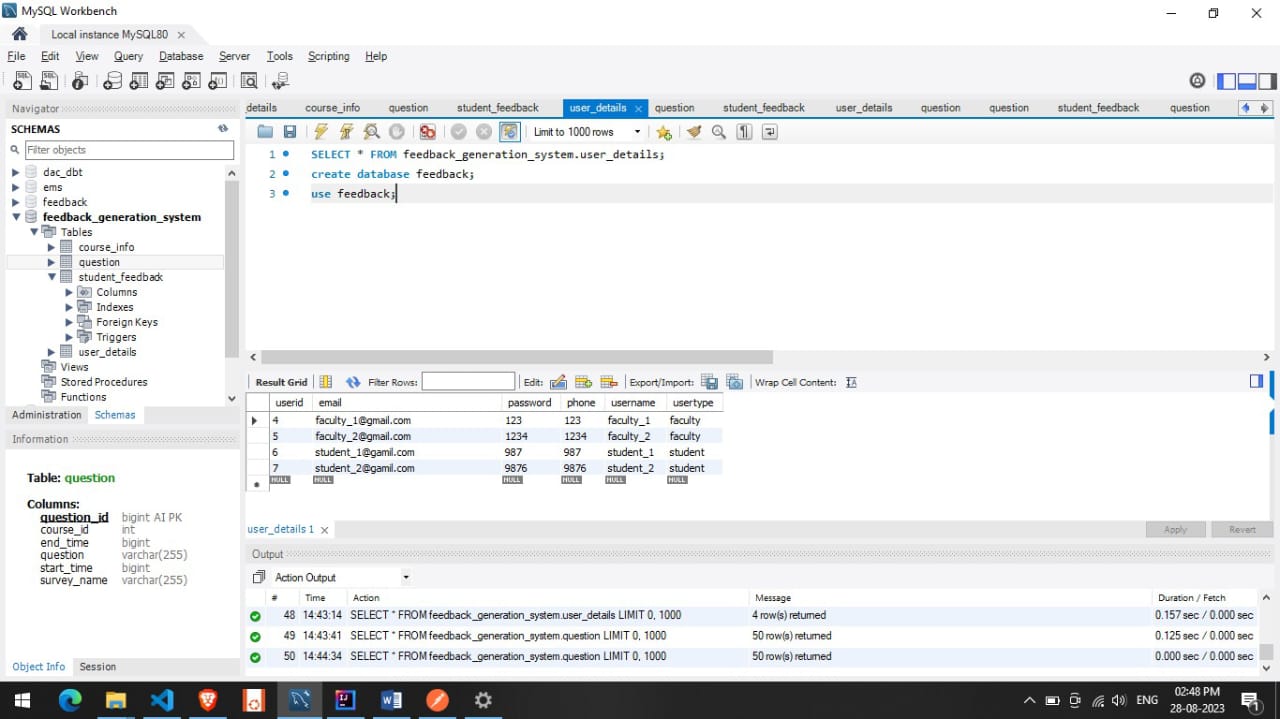 MySQL Workbench
Local instance MySQL80
File Edit View Query Database Server Tools Scripting Help
Navigator
SCHEMAS
Filter objects
dac_dbt
ems
feedback
feedback_generation_system
Tables
course_info
question
student_feedback
Columns
Indexes
Foreign Keys
Triggers
user_details
Views
Stored Procedures
Functions
Administration Schemas
Information
Table: question
Columns:
question_id bigint AI PK
course_id int
end_time bigint
question varchar(255)
start_time bigint
survey_name varchar(255)
Object Info Session
details course_info question student_feedback user_details question student_feedback user_details question question student_feedback question
Limit to 1000 rows
1 SELECT * FROM feedback_generation_system.user_details;
2 create database feedback;
3 use feedback;
Result Grid Filter Rows: Edit: Export/Import: Wrap Cell Content:
userid email password phone username usertype
4 faculty_1@gmail.com 123 123 faculty_1 faculty
5 faculty_2@gmail.com 1234 1234 faculty_2 faculty
6 student_1@gmail.com 987 987 student_1 student
7 student_2@gamil.com 9876 9876 student_2 student
NULL NULL NULL NULL NULL NULL
user_details 1
Apply Revert
Output
Action Output
# Time Action Message Duration / Fetch
48 14:43:14 SELECT * FROM feedback_generation_system.user_details LIMIT 0, 1000 4 row(s) returned 0.157 sec / 0.000 sec
49 14:43:41 SELECT * FROM feedback_generation_system.question LIMIT 0, 1000 50 row(s) returned 0.125 sec / 0.000 sec
50 14:44:34 SELECT * FROM feedback_generation_system.question LIMIT 0, 1000 50 row(s) returned 0.000 sec / 0.000 sec
ENG
02:48 PM
28-08-2023
1